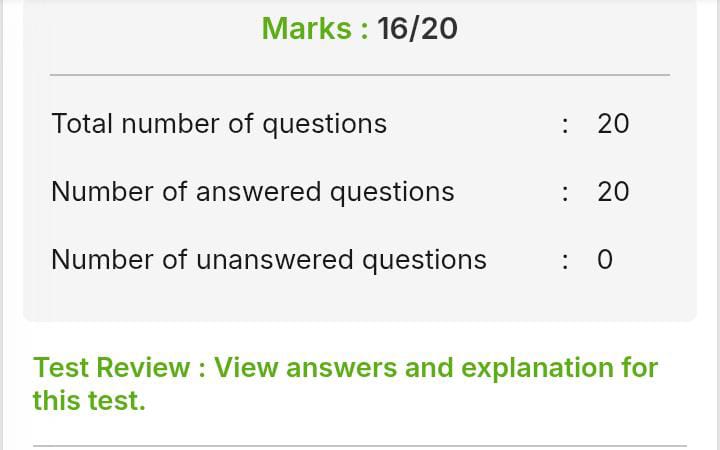 Marks : 16/20
Total number of questions : 20
Number of answered questions : 20
Number of unanswered questions : 0
Test Review : View answers and explanation for
this test.